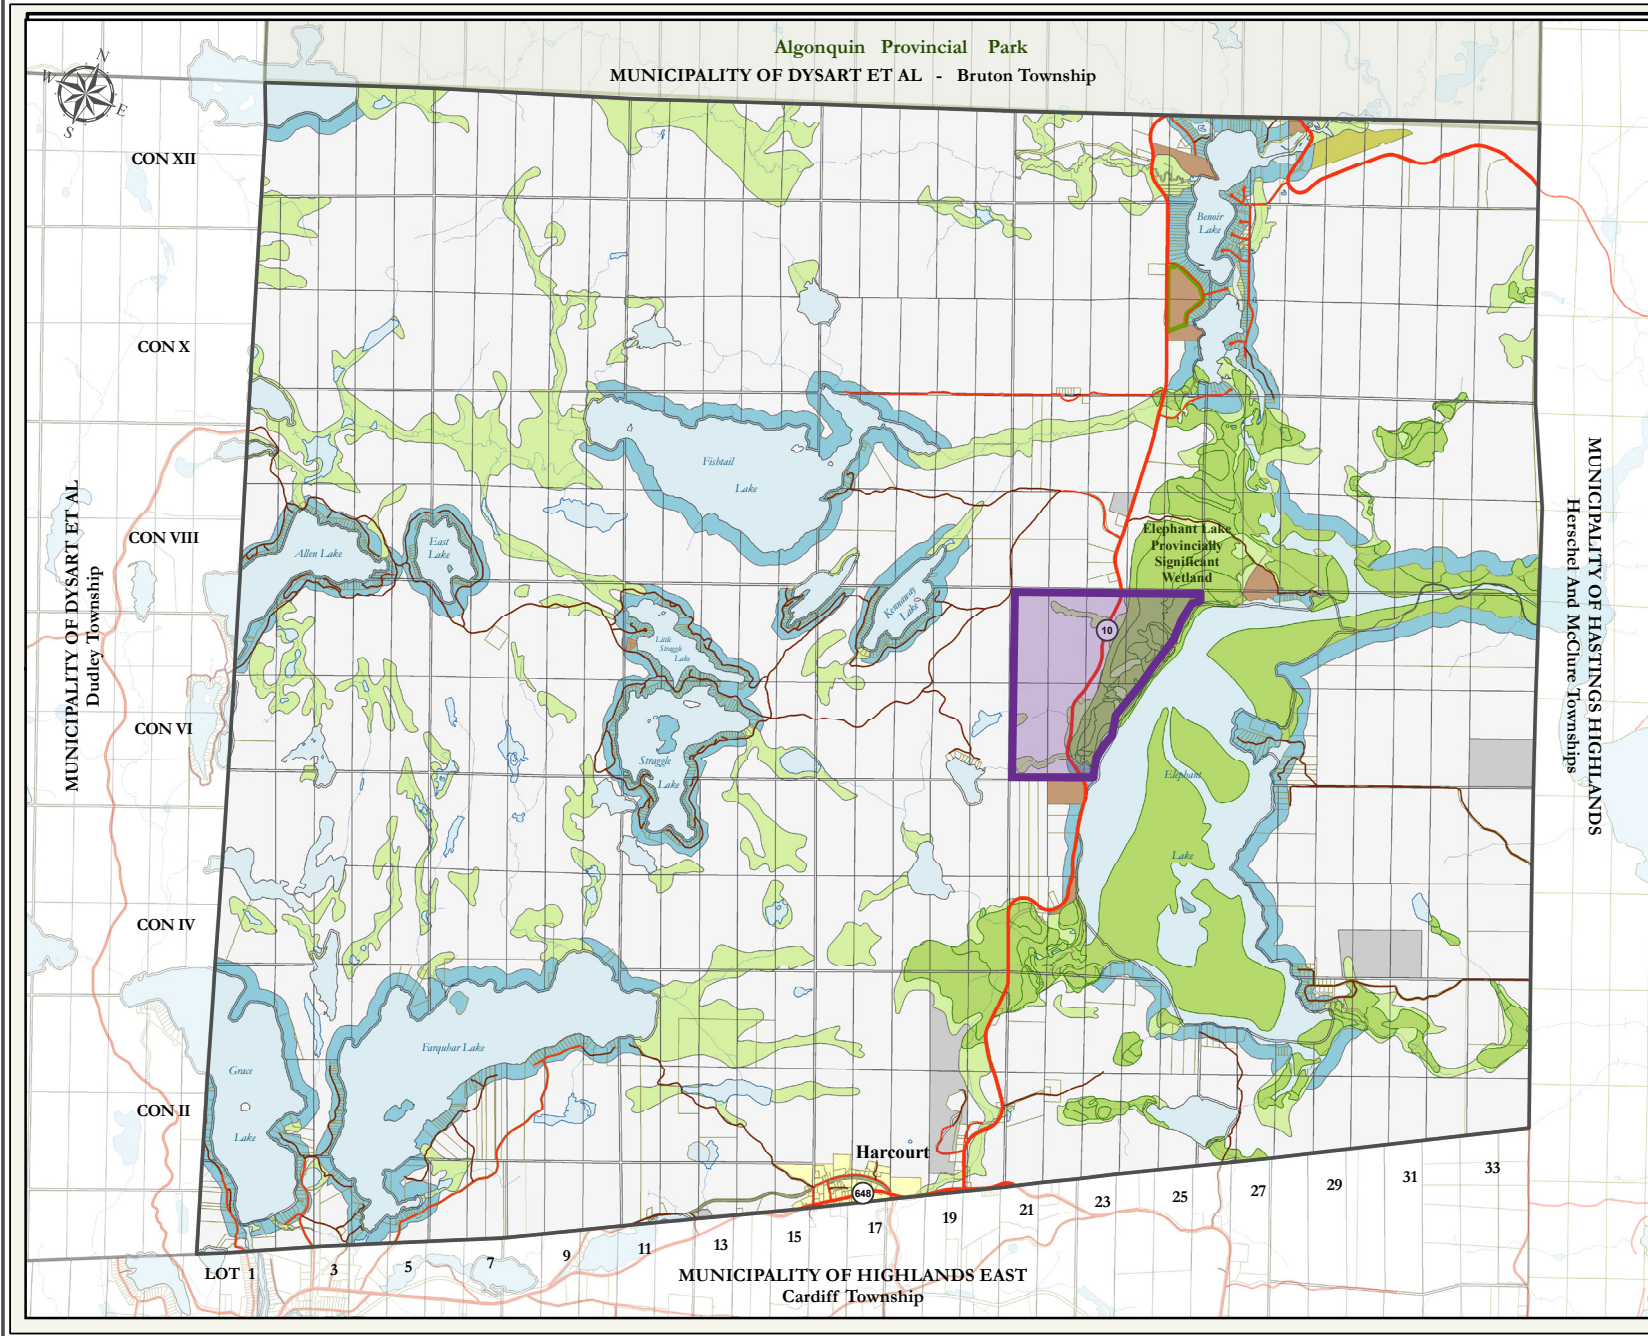 Algonquin Provincial Park
MUNICIPALITY OF DYSART ET AL - Bruton Township
N
W
E
S
CON XII
CON X
CON VIII
CON VI
CON IV
CON II
MUNICIPALITY OF DYSART ET AL
Dudley Township
MUNICIPALITY OF HASTINGS HIGHLANDS
Herschel And McClure Townships
Benoir
Lake
Fishtail
Lake
Allen Lake
East
Lake
Kennaway
Lake
Little
Straggle
Lake
Straggle
Lake
Elephant Lake
Provincially
Significant
Wetland
10
Elephant
Lake
Grace
Lake
Farquhar Lake
Harcourt
648
LOT 1
3
5
7
9
11
13
15
17
19
21
23
25
27
29
31
33
MUNICIPALITY OF HIGHLANDS EAST
Cardiff Township